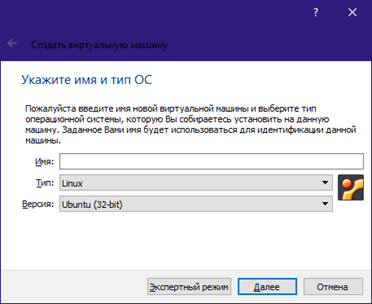 ?
Создать виртуальную машину
Укажите имя и тип ОС
Пожалуйста введите имя новой виртуальной машины и выберите тип
операционной системы, которую Вы собираетесь установить на данную
машину. Заданное Вами имя будет использоваться для идентификации данной
машины.
Имя:
Тип: Linux
Версия: Ubuntu (32-bit)
Экспертный режим Далее Отмена